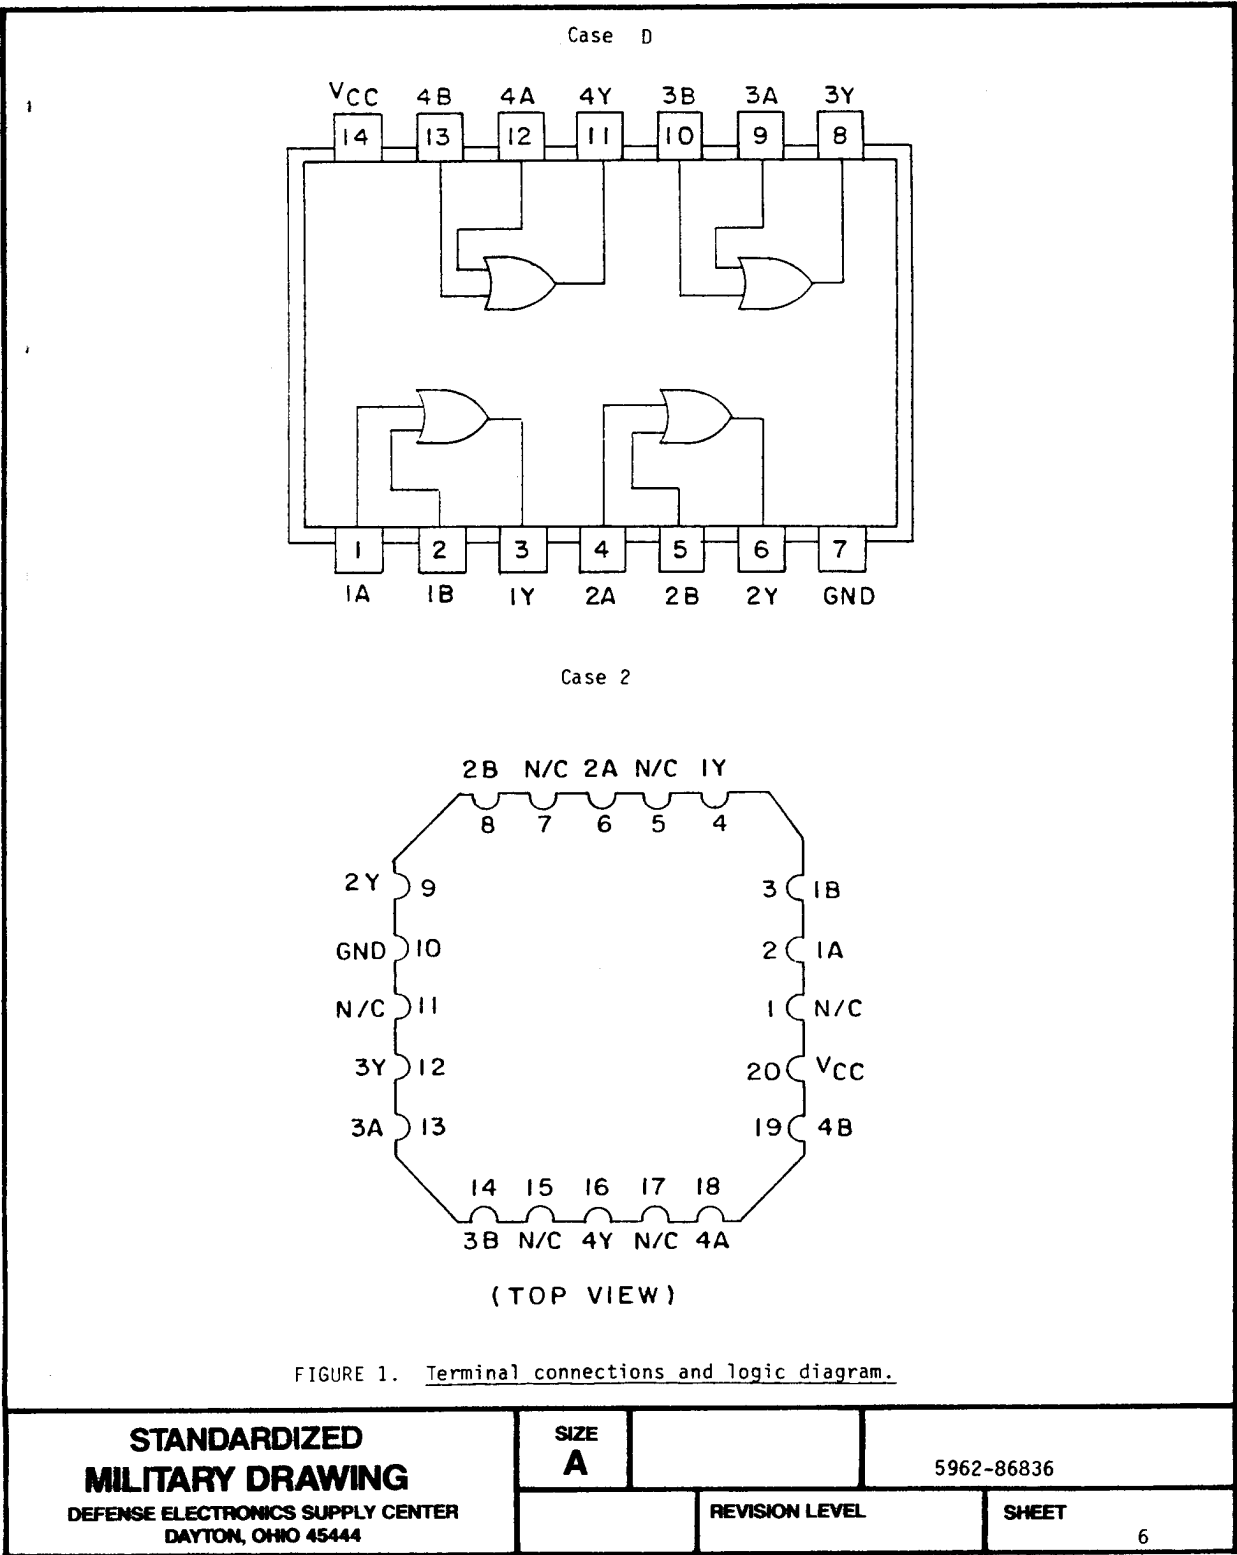 Case D
VCC 4B 4A 4Y 3B 3A 3Y
14 13 12 11 10 9 8
1 2 3 4 5 6 7
1A 1B 1Y 2A 2B 2Y GND
Case 2
2B N/C 2A N/C 1Y
8 7 6 5 4
2Y 9 3 1B
GND 10 2 1A
N/C 11 1 N/C
3Y 12 20 VCC
3A 13 19 4B
14 15 16 17 18
3B N/C 4Y N/C 4A
(TOP VIEW)
FIGURE 1. Terminal connections and logic diagram.
STANDARDIZED
MILITARY DRAWING
DEFENSE ELECTRONICS SUPPLY CENTER
DAYTON, OHIO 45444
SIZE
A
5962-86836
REVISION LEVEL
SHEET
6